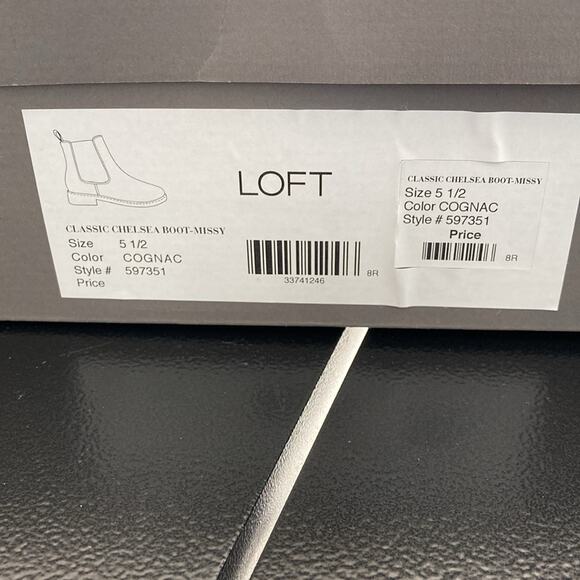 LOFT
CLASSIC CHELSEA BOOT-MISSY
Size 5 1/2
Color COGNAC
Style # 597351
Price
33741246
8R
CLASSIC CHELSEA BOOT-MISSY
Size 5 1/2
Color COGNAC
Style # 597351
Price
8R